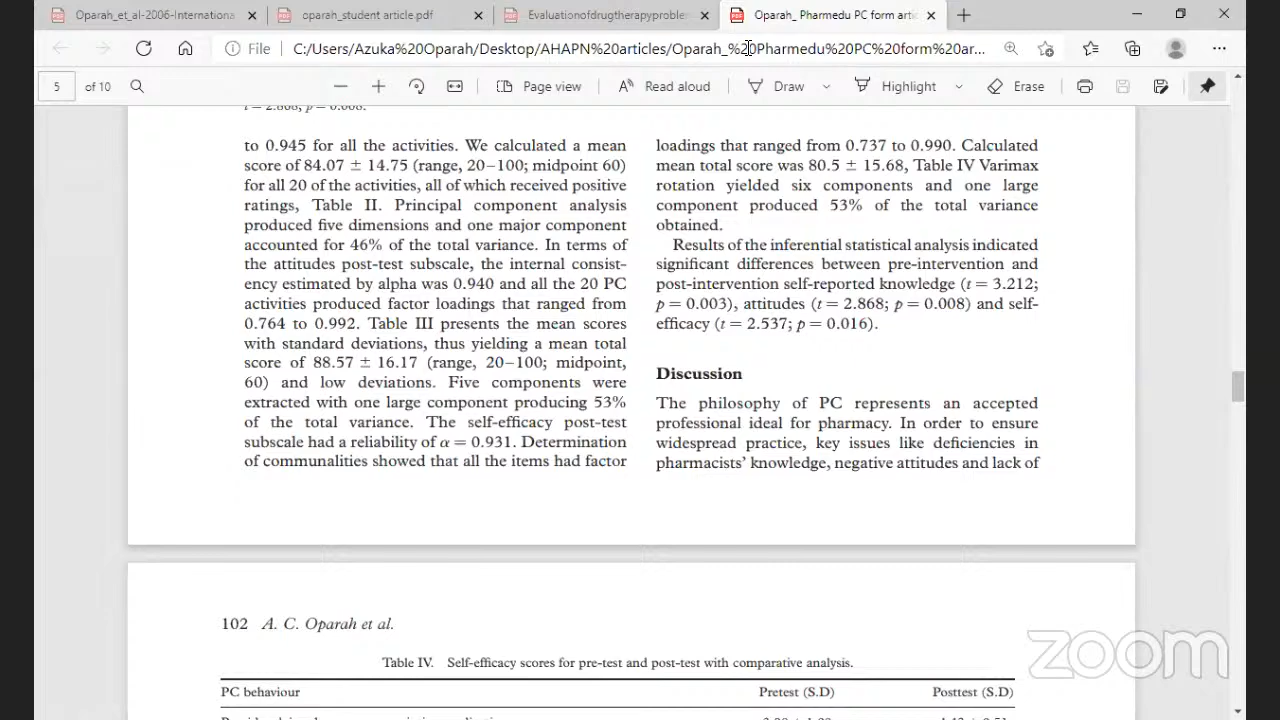 Oparah_et_al-2006-Internationa
oparah_student article.pdf
Evaluationofdrugtherapyproblem
Oparah_ Pharmedu PC form arti
File
C:/Users/Azuka%20Oparah/Desktop/AHAPN%20articles/Oparah_%20Pharmedu%20PC%20form%20ar...
5 of 10
Page view
Read aloud
Draw
Highlight
Erase
t = 2.868; p = 0.008.
to 0.945 for all the activities. We calculated a mean
score of 84.07 ± 14.75 (range, 20–100; midpoint 60)
for all 20 of the activities, all of which received positive
ratings, Table II. Principal component analysis
produced five dimensions and one major component
accounted for 46% of the total variance. In terms of
the attitudes post-test subscale, the internal consist-
ency estimated by alpha was 0.940 and all the 20 PC
activities produced factor loadings that ranged from
0.764 to 0.992. Table III presents the mean scores
with standard deviations, thus yielding a mean total
score of 88.57 ± 16.17 (range, 20–100; midpoint,
60) and low deviations. Five components were
extracted with one large component producing 53%
of the total variance. The self-efficacy post-test
subscale had a reliability of α = 0.931. Determination
of communalities showed that all the items had factor
loadings that ranged from 0.737 to 0.990. Calculated
mean total score was 80.5 ± 15.68, Table IV Varimax
rotation yielded six components and one large
component produced 53% of the total variance
obtained.
Results of the inferential statistical analysis indicated
significant differences between pre-intervention and
post-intervention self-reported knowledge (t = 3.212;
p = 0.003), attitudes (t = 2.868; p = 0.008) and self-
efficacy (t = 2.537; p = 0.016).
Discussion
The philosophy of PC represents an accepted
professional ideal for pharmacy. In order to ensure
widespread practice, key issues like deficiencies in
pharmacists' knowledge, negative attitudes and lack of
102 A. C. Oparah et al.
Table IV. Self-efficacy scores for pre-test and post-test with comparative analysis.
PC behaviour Pretest (S.D) Posttest (S.D)
zoom